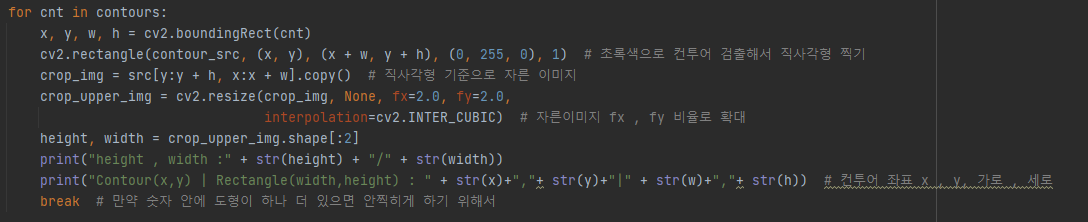 for cnt in contours:
    x, y, w, h = cv2.boundingRect(cnt)
    cv2.rectangle(contour_src, (x, y), (x + w, y + h), (0, 255, 0), 1)  # 초록색으로 컨투어 검출해서 직사각형 찍기
    crop_img = src[y:y + h, x:x + w].copy()  # 직사각형 기준으로 자른 이미지
    crop_upper_img = cv2.resize(crop_img, None, fx=2.0, fy=2.0,
                                interpolation=cv2.INTER_CUBIC)  # 자른이미지 fx , fy 비율로 확대
    height, width = crop_upper_img.shape[:2]
    print("height , width :" + str(height) + "/" + str(width))
    print("Contour(x,y) | Rectangle(width,height) : " + str(x)+","+ str(y)+"|" + str(w)+","+ str(h))  # 컨투어 좌표 x , y, 가로 , 세로
    break  # 만약 숫자 안에 도형이 하나 더 있으면 안찍히게 하기 위해서